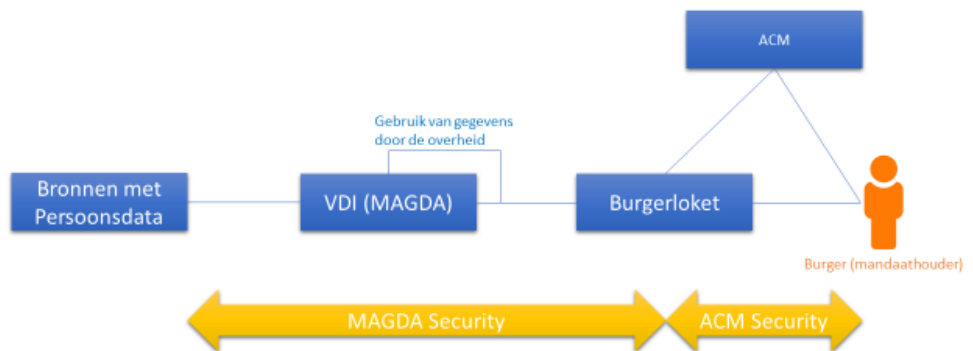 ACM
Gebruik van gegevens
door de overheid
Bronnen met
Persoonsdata
VDI (MAGDA)
Burgerloket
Burger (mandaathouder)
MAGDA Security
ACM Security